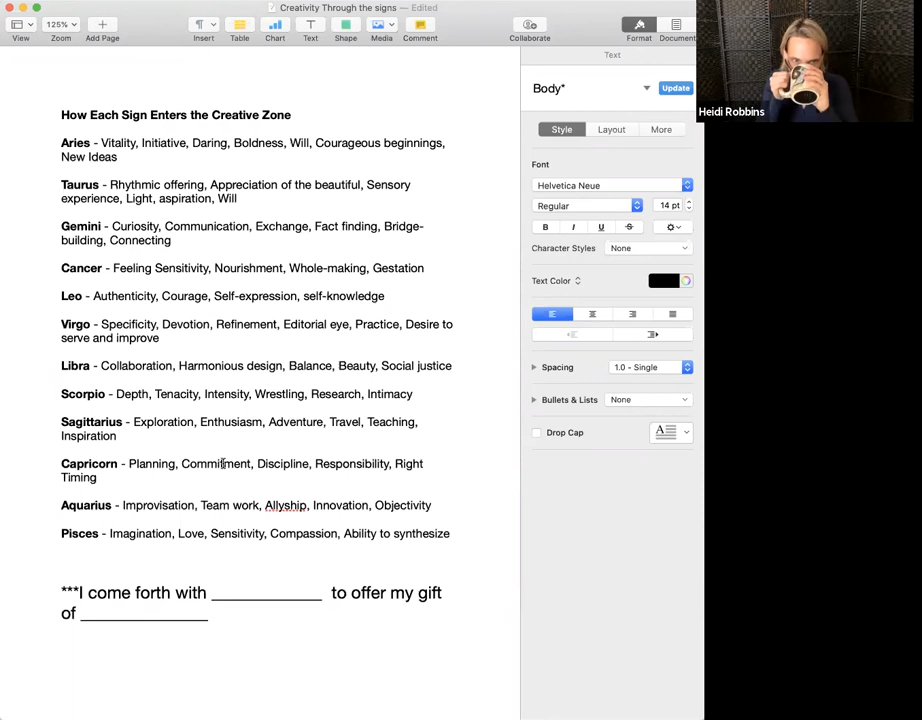 Creativity Through the signs — Edited
125%
View
Zoom
Add Page
Insert
Table
Chart
Text
Shape
Media
Comment
Collaborate
Format
Document
Heidi Robbins
Text
Body*
Update
Style
Layout
More
Font
Helvetica Neue
Regular
14 pt
B I U S
Character Styles
None
Text Color
Spacing
1.0 - Single
Bullets & Lists
None
Drop Cap
How Each Sign Enters the Creative Zone
Aries - Vitality, Initiative, Daring, Boldness, Will, Courageous beginnings,
New Ideas
Taurus - Rhythmic offering, Appreciation of the beautiful, Sensory
experience, Light, aspiration, Will
Gemini - Curiosity, Communication, Exchange, Fact finding, Bridge-
building, Connecting
Cancer - Feeling Sensitivity, Nourishment, Whole-making, Gestation
Leo - Authenticity, Courage, Self-expression, self-knowledge
Virgo - Specificity, Devotion, Refinement, Editorial eye, Practice, Desire to
serve and improve
Libra - Collaboration, Harmonious design, Balance, Beauty, Social justice
Scorpio - Depth, Tenacity, Intensity, Wrestling, Research, Intimacy
Sagittarius - Exploration, Enthusiasm, Adventure, Travel, Teaching,
Inspiration
Capricorn - Planning, Commitment, Discipline, Responsibility, Right
Timing
Aquarius - Improvisation, Team work, Allyship, Innovation, Objectivity
Pisces - Imagination, Love, Sensitivity, Compassion, Ability to synthesize
***I come forth with _____________ to offer my gift
of _______________